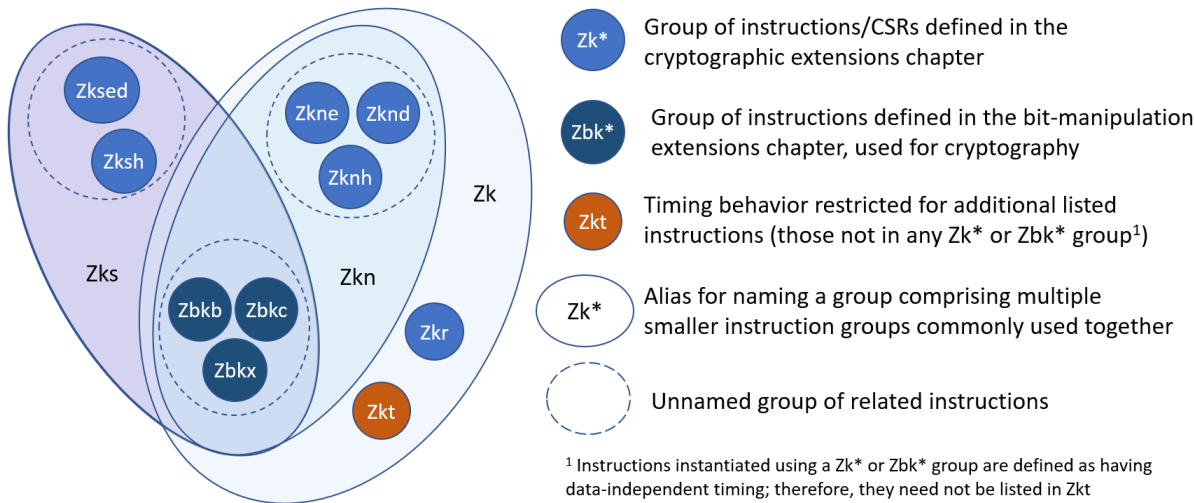 Zksed
Zksh
Zkne
Zknd
Zknh
Zk
Zks
Zkn
Zbkb
Zbkc
Zbkx
Zkr
Zkt
Zk*
Group of instructions/CSRs defined in the
cryptographic extensions chapter
Zbk*
Group of instructions defined in the bit-manipulation
extensions chapter, used for cryptography
Zkt
Timing behavior restricted for additional listed
instructions (those not in any Zk* or Zbk* group¹)
Zk*
Alias for naming a group comprising multiple
smaller instruction groups commonly used together
Unnamed group of related instructions
¹ Instructions instantiated using a Zk* or Zbk* group are defined as having
data-independent timing; therefore, they need not be listed in Zkt